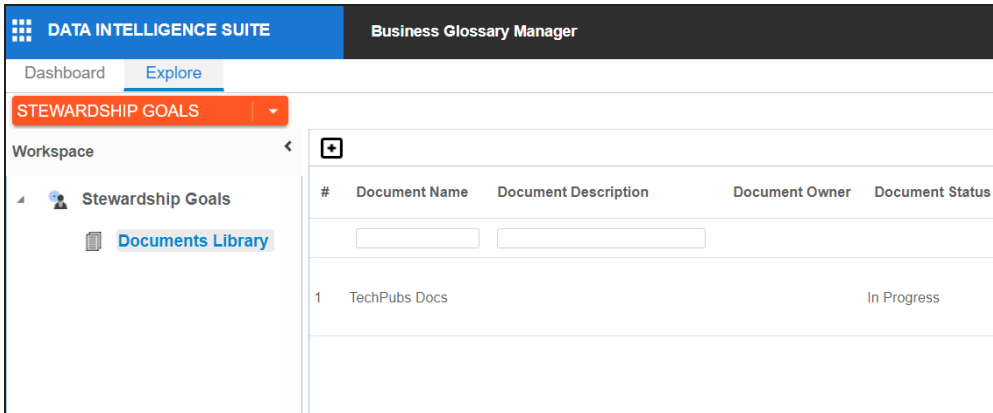 DATA INTELLIGENCE SUITE
Business Glossary Manager
Dashboard
Explore
STEWARDSHIP GOALS
Workspace
Stewardship Goals
Documents Library
# Document Name Document Description Document Owner Document Status
1 TechPubs Docs In Progress